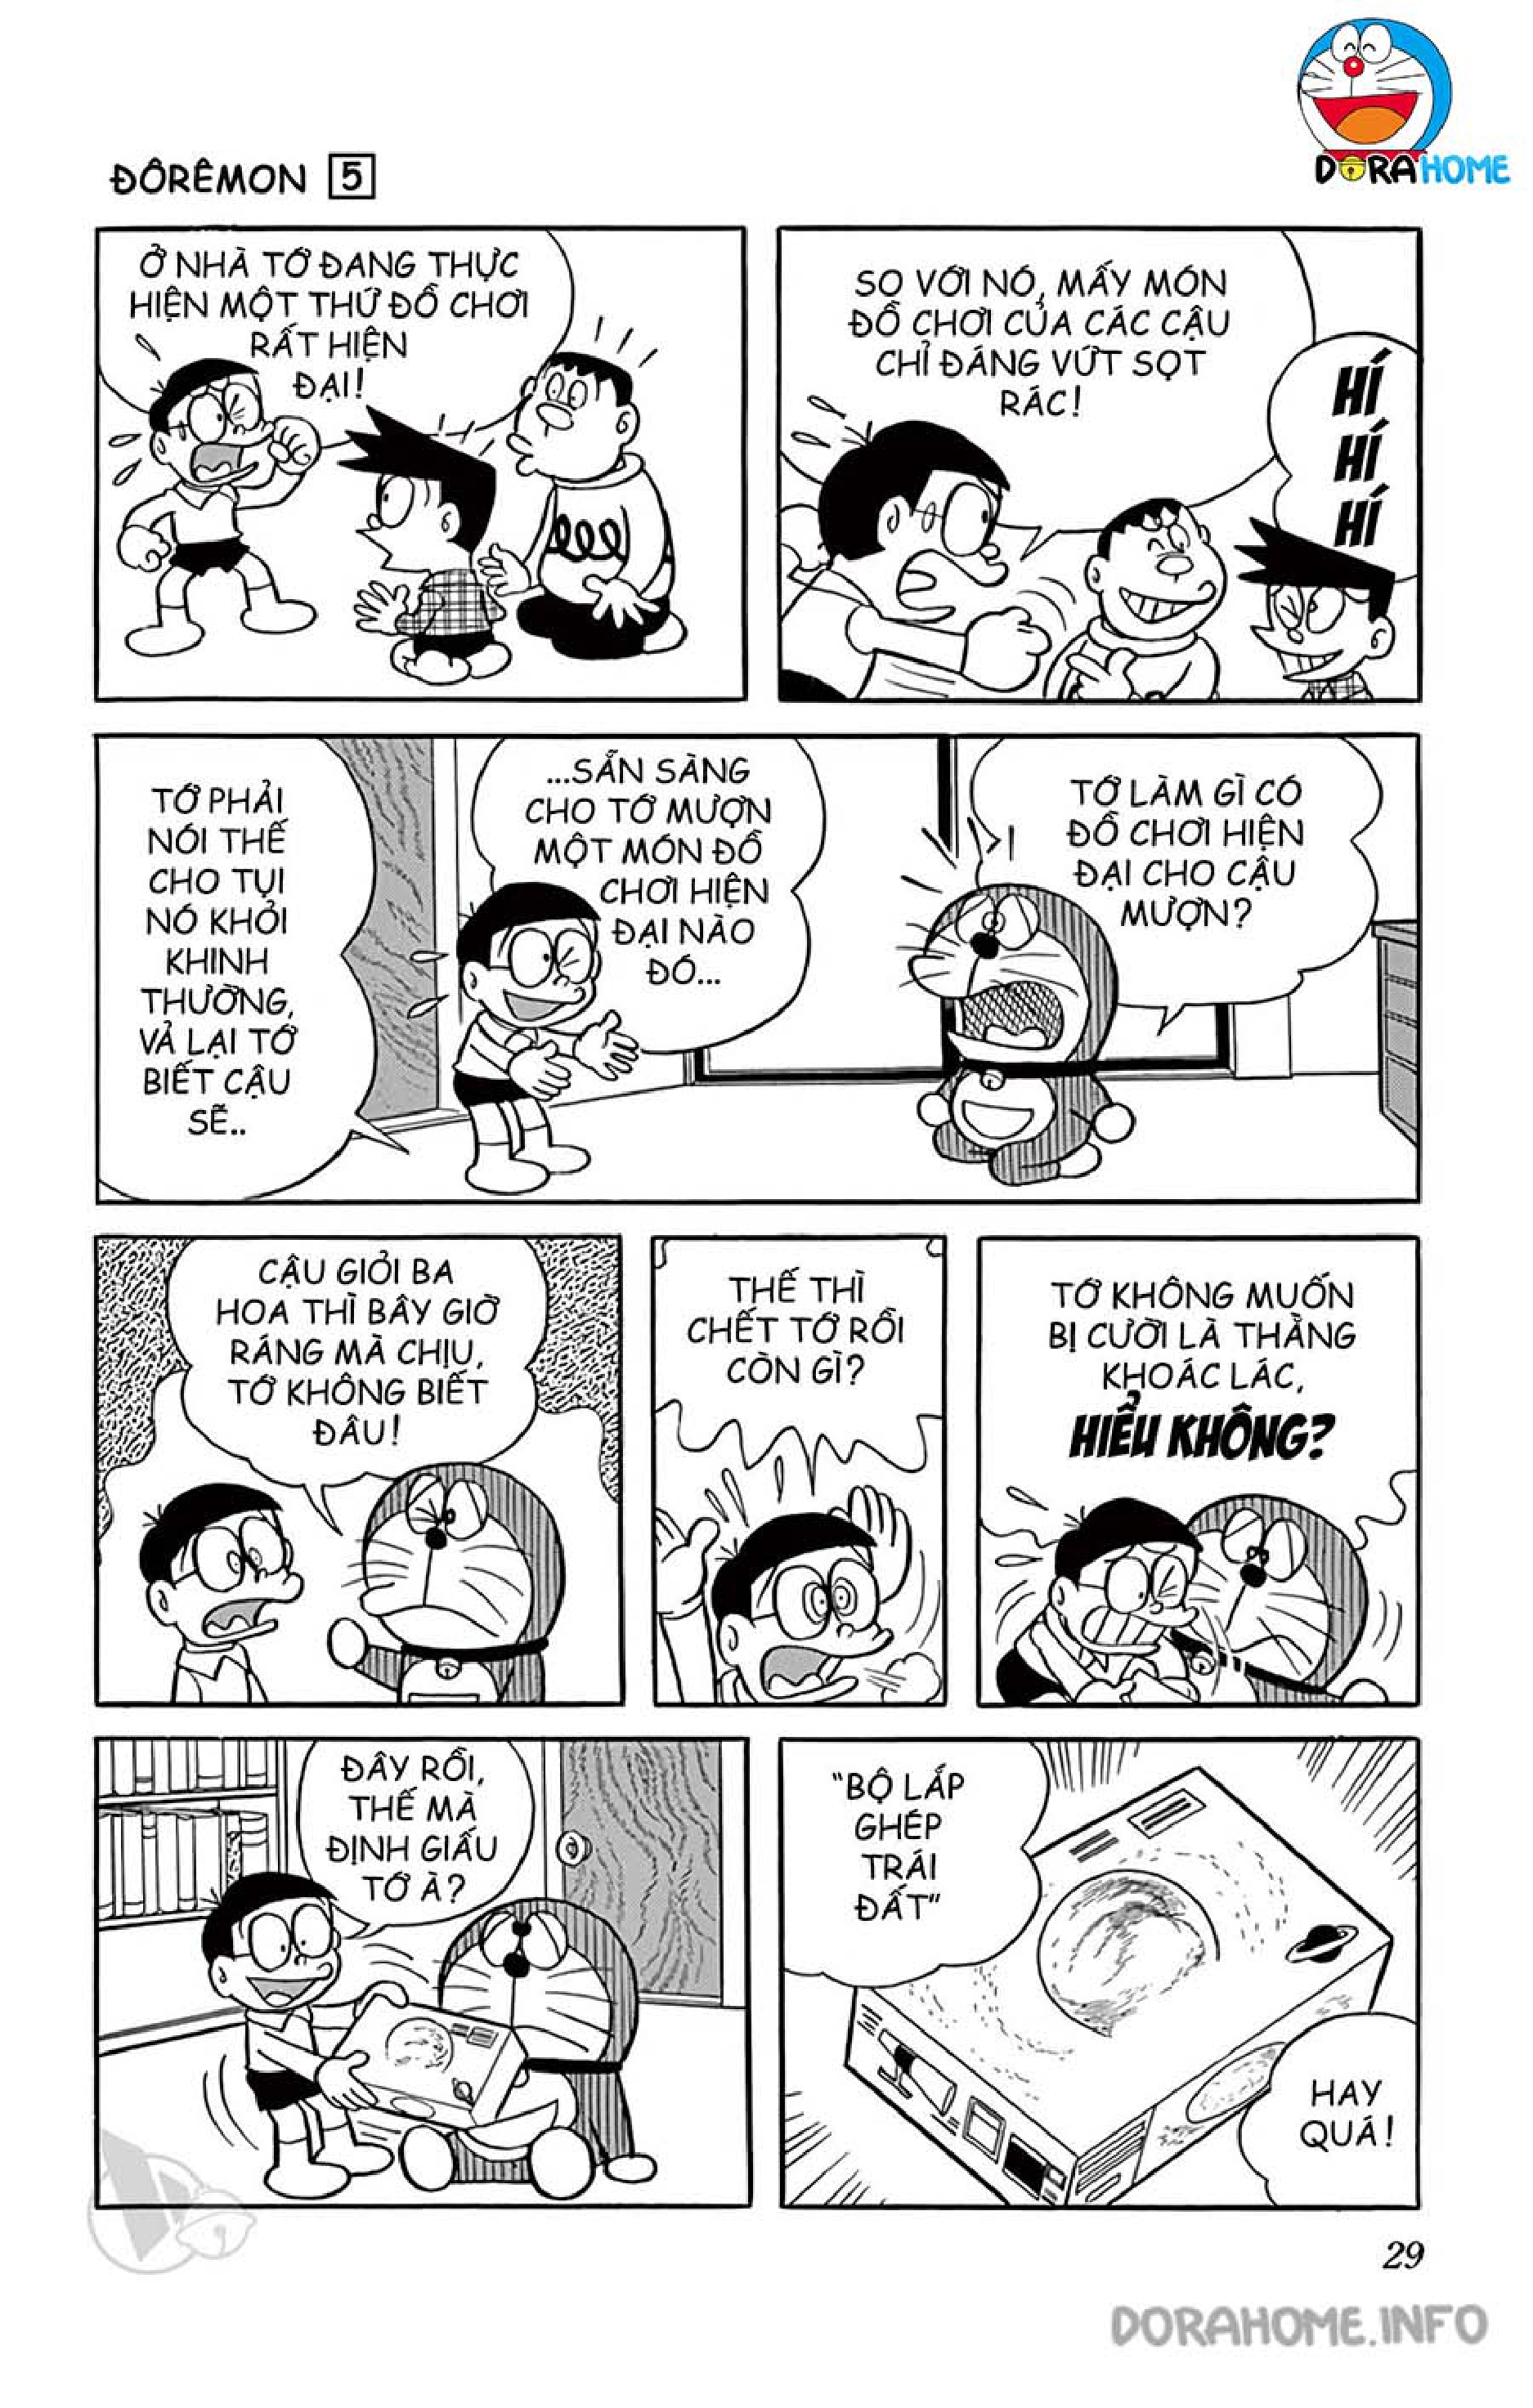 DORAHOME
ĐÔRÊMON 5
Ở NHÀ TỚ ĐANG THỰC
HIỆN MỘT THỨ ĐỒ CHƠI
RẤT HIỆN
ĐẠI!
SO VỚI NÓ, MẤY MÓN
ĐỒ CHƠI CỦA CÁC CẬU
CHỈ ĐÁNG VỨT SỌT
RÁC!
HÍ
HÍ
HÍ
TỚ PHẢI
NÓI THẾ
CHO TỤI
NÓ KHỎI
KHINH
THƯỜNG,
VẢ LẠI TỚ
BIẾT CẬU
SẼ..
...SẴN SÀNG
CHO TỚ MƯỢN
MỘT MÓN ĐỒ
CHƠI HIỆN
ĐẠI NÀO
ĐÓ...
TỚ LÀM GÌ CÓ
ĐỒ CHƠI HIỆN
ĐẠI CHO CẬU
MƯỢN?
CẬU GIỎI BA
HOA THÌ BÂY GIỜ
RÁNG MÀ CHỊU,
TỚ KHÔNG BIẾT
ĐÂU!
THẾ THÌ
CHẾT TỚ RỒI
CÒN GÌ?
TỚ KHÔNG MUỐN
BỊ CƯỜI LÀ THẰNG
KHOÁC LÁC,
HIỂU KHÔNG?
ĐÂY RỒI,
THẾ MÀ
ĐỊNH GIẤU
TỚ À?
"BỘ LẮP
GHÉP
TRÁI
ĐẤT"
HAY
QUÁ!
29
DORAHOME.INFO